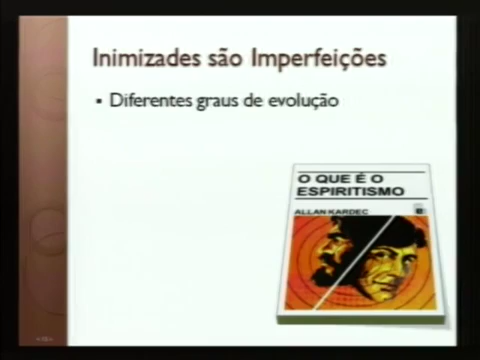 Inimizades são Imperfeições
▪ Diferentes graus de evolução
O QUE É O
ESPIRITISMO
ALLAN KARDEC